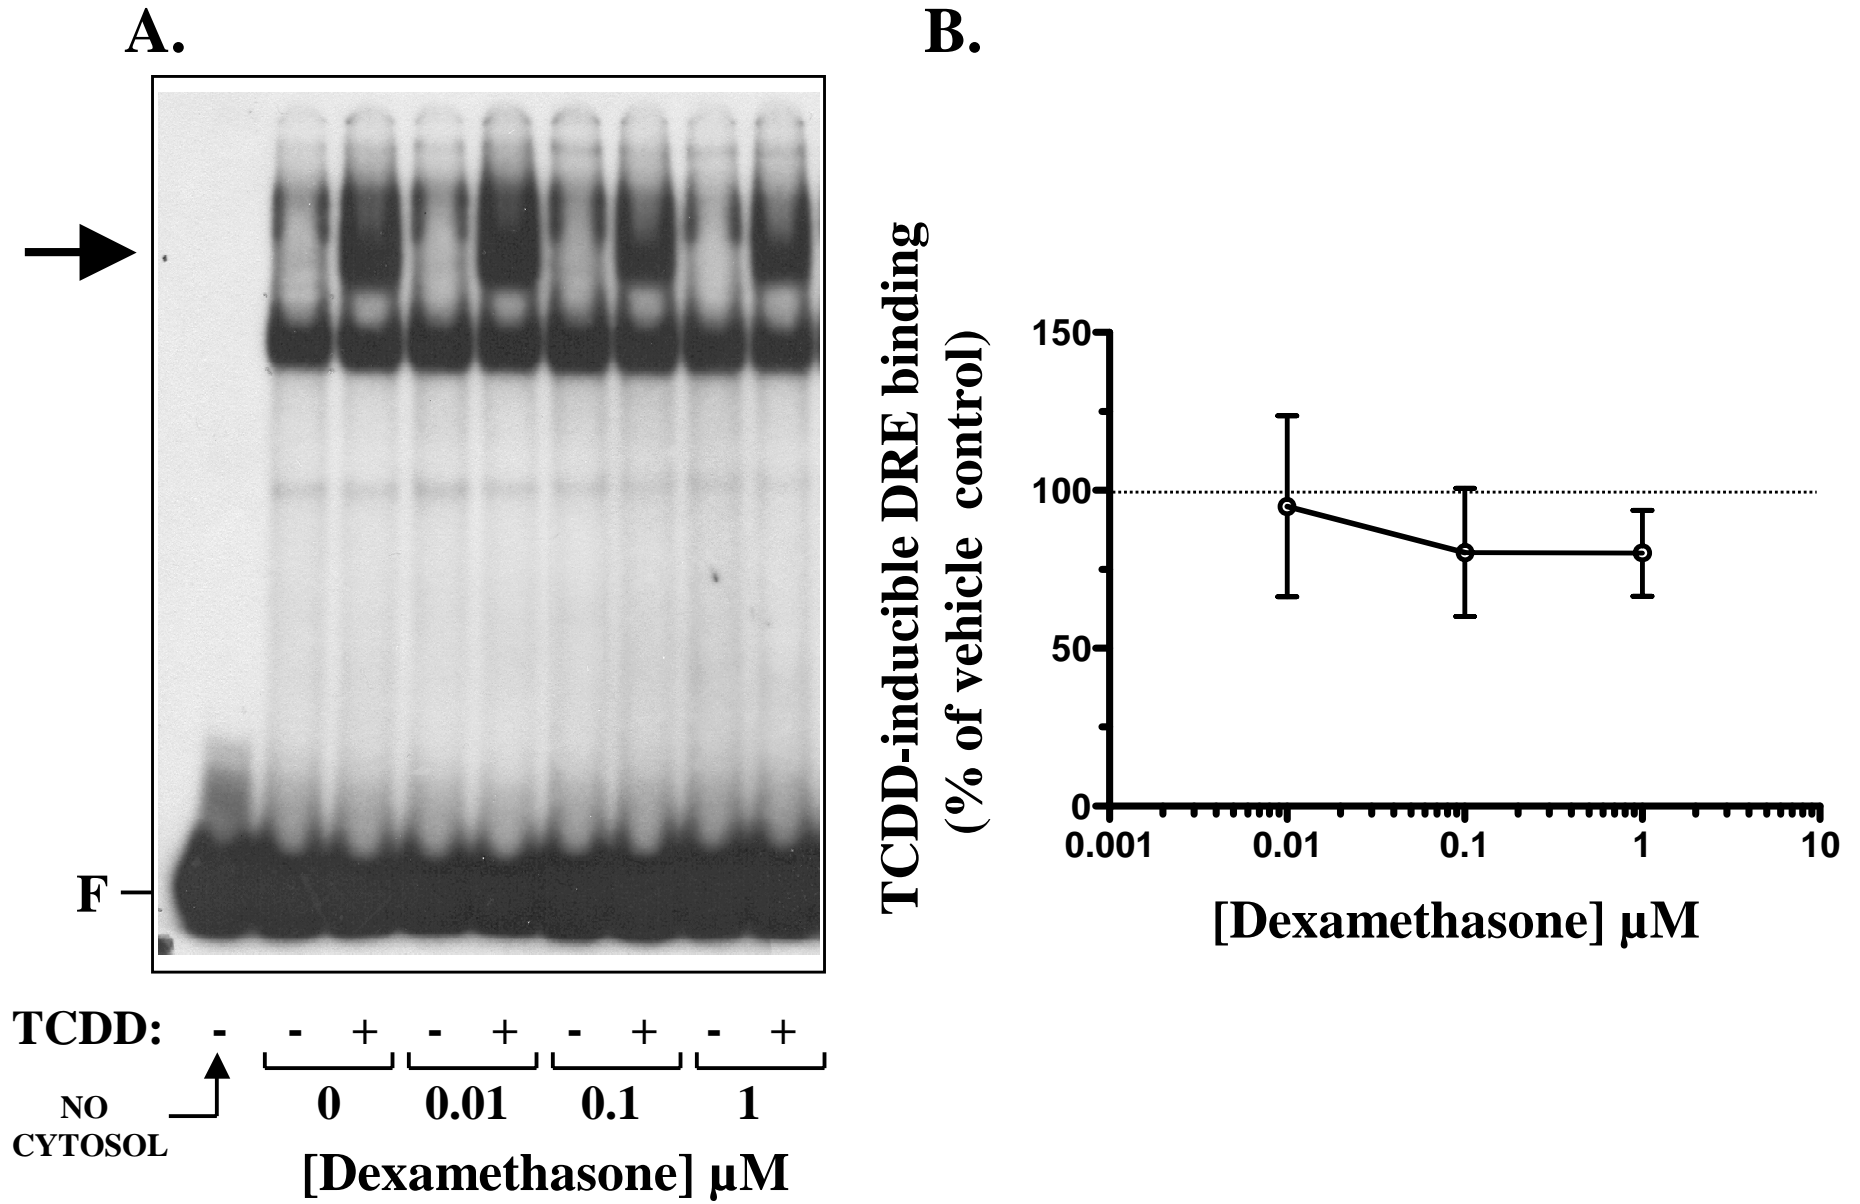 A.
B.
F
TCDD: - - + - + - + - +
NO
CYTOSOL
0 0.01 0.1 1
[Dexamethasone] µM
TCDD-inducible DRE binding
(% of vehicle control)
150
100
50
0
0.001 0.01 0.1 1 10
[Dexamethasone] µM